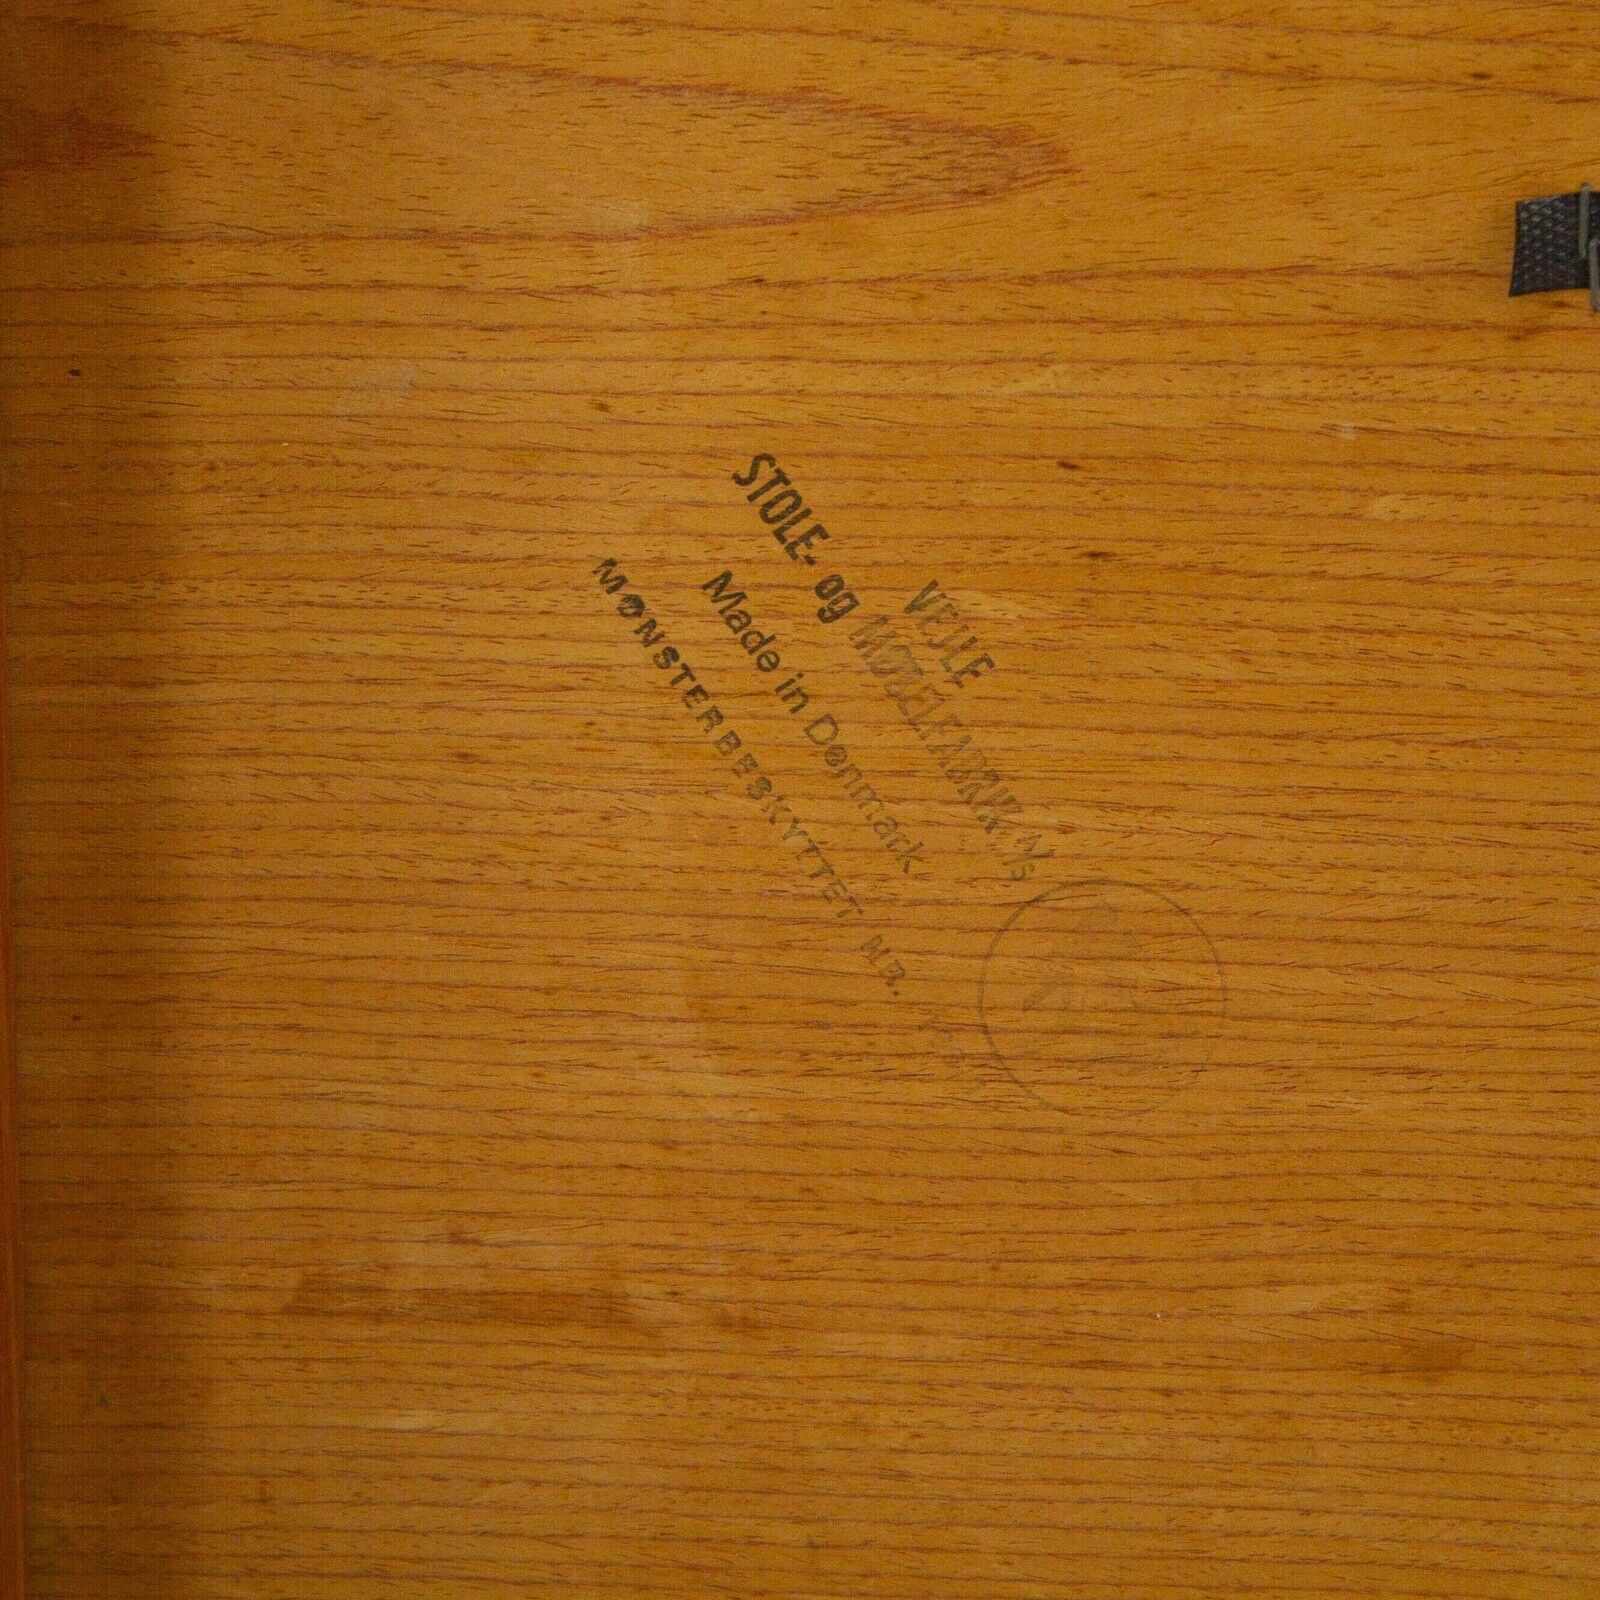 VEJLE
STOLE- og MØBELFABRIK A/S
Made in Denmark
MØNSTERBESKYTTET NR.